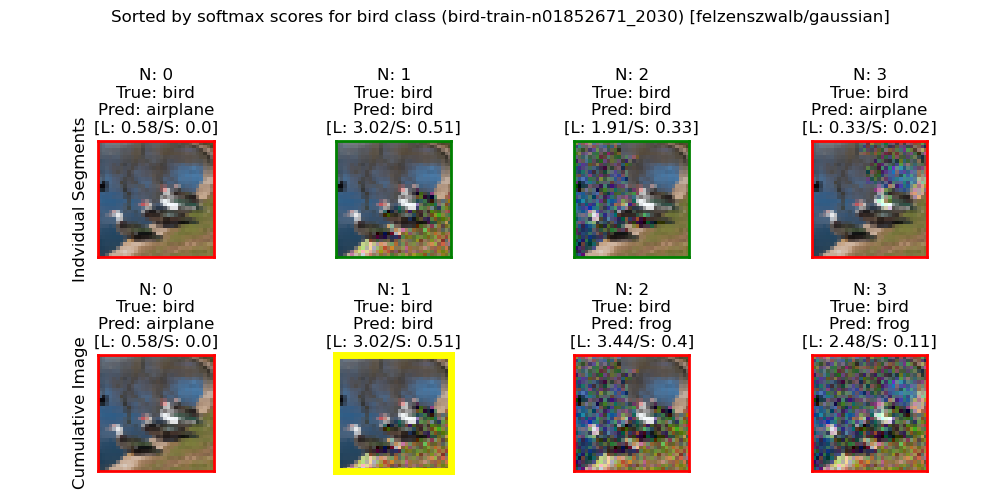 Sorted by softmax scores for bird class (bird-train-n01852671_2030) [felzenszwalb/gaussian]
Indvidual Segments
N: 0
True: bird
Pred: airplane
[L: 0.58/S: 0.0]
N: 1
True: bird
Pred: bird
[L: 3.02/S: 0.51]
N: 2
True: bird
Pred: bird
[L: 1.91/S: 0.33]
N: 3
True: bird
Pred: airplane
[L: 0.33/S: 0.02]
Cumulative Image
N: 0
True: bird
Pred: airplane
[L: 0.58/S: 0.0]
N: 1
True: bird
Pred: bird
[L: 3.02/S: 0.51]
N: 2
True: bird
Pred: frog
[L: 3.44/S: 0.4]
N: 3
True: bird
Pred: frog
[L: 2.48/S: 0.11]